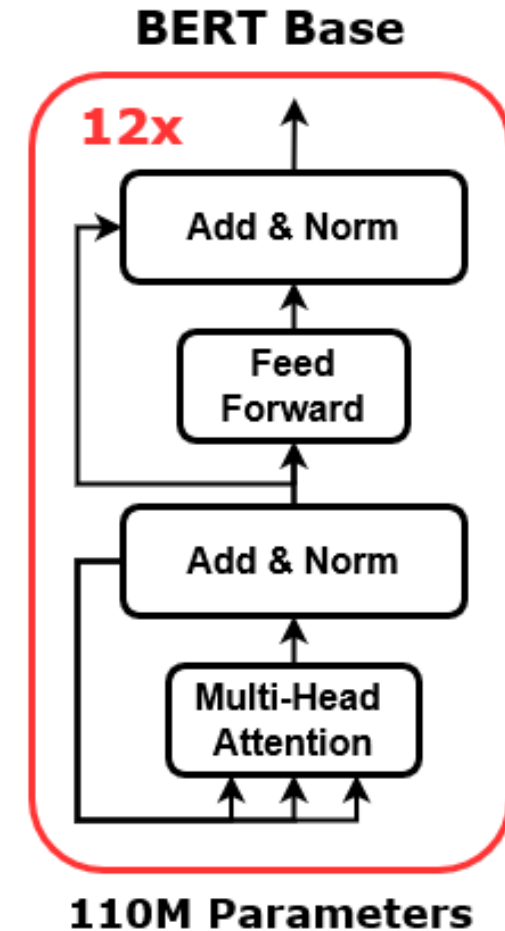 BERT Base
12x
Add & Norm
Feed
Forward
Add & Norm
Multi-Head
Attention
110M Parameters